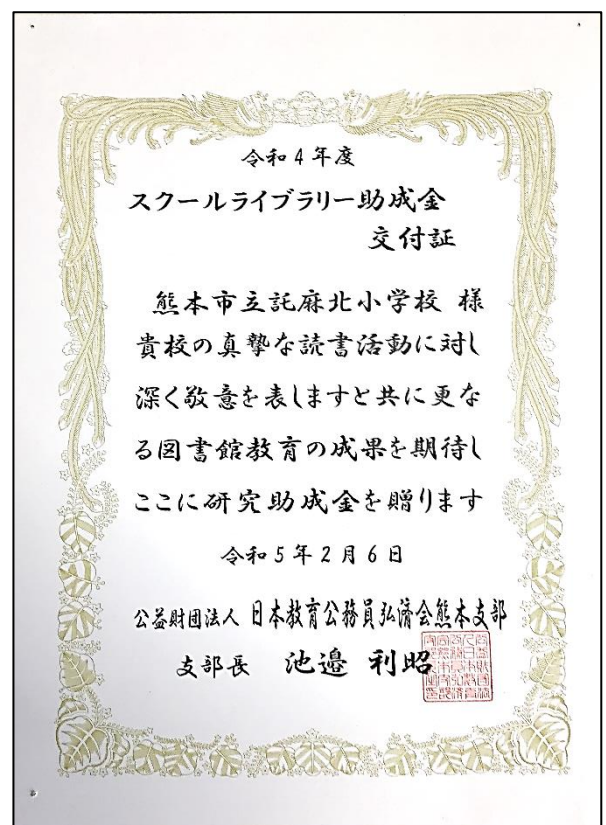 令和4年度
スクールライブラリー助成金
交付証
熊本市立託麻北小学校 様
貴校の真摯な読書活動に対し
深く敬意を表しますと共に更な
る図書館教育の成果を期待し
ここに研究助成金を贈ります
令和5年2月6日
公益財団法人 日本教育公務員弘済会熊本支部
支部長 池邉 利昭